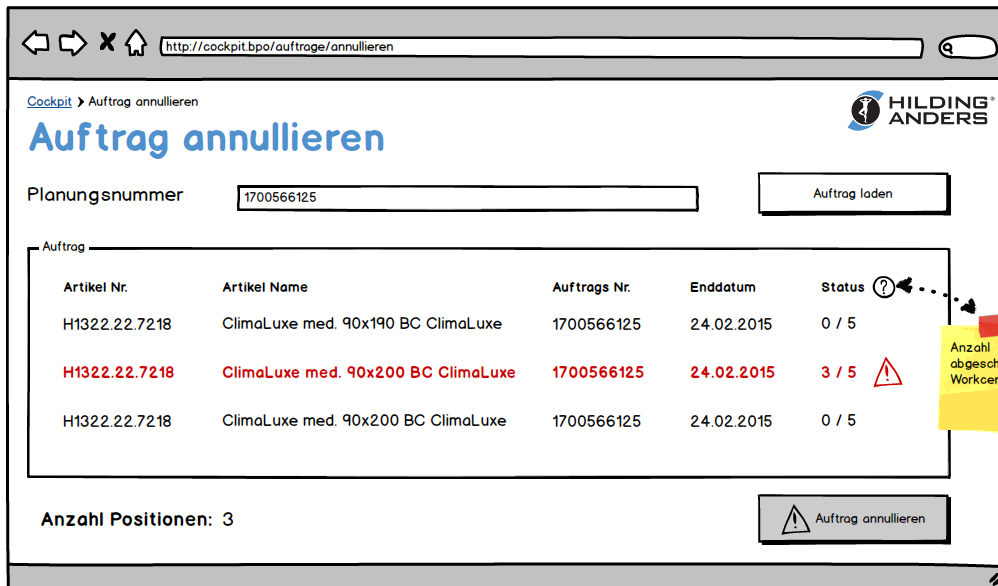 http://cockpit.bpo/auftrage/annullieren
Cockpit > Auftrag annullieren
HILDING
ANDERS
Auftrag annullieren
Planungsnummer 1700566125 Auftrag laden
Auftrag
Artikel Nr. Artikel Name Auftrags Nr. Enddatum Status ?
H1322.22.7218 ClimaLuxe med. 90x190 BC ClimaLuxe 1700566125 24.02.2015 0 / 5
H1322.22.7218 ClimaLuxe med. 90x200 BC ClimaLuxe 1700566125 24.02.2015 3 / 5
H1322.22.7218 ClimaLuxe med. 90x200 BC ClimaLuxe 1700566125 24.02.2015 0 / 5
Anzahl
Anzahl Positionen: 3 Auftrag annullieren